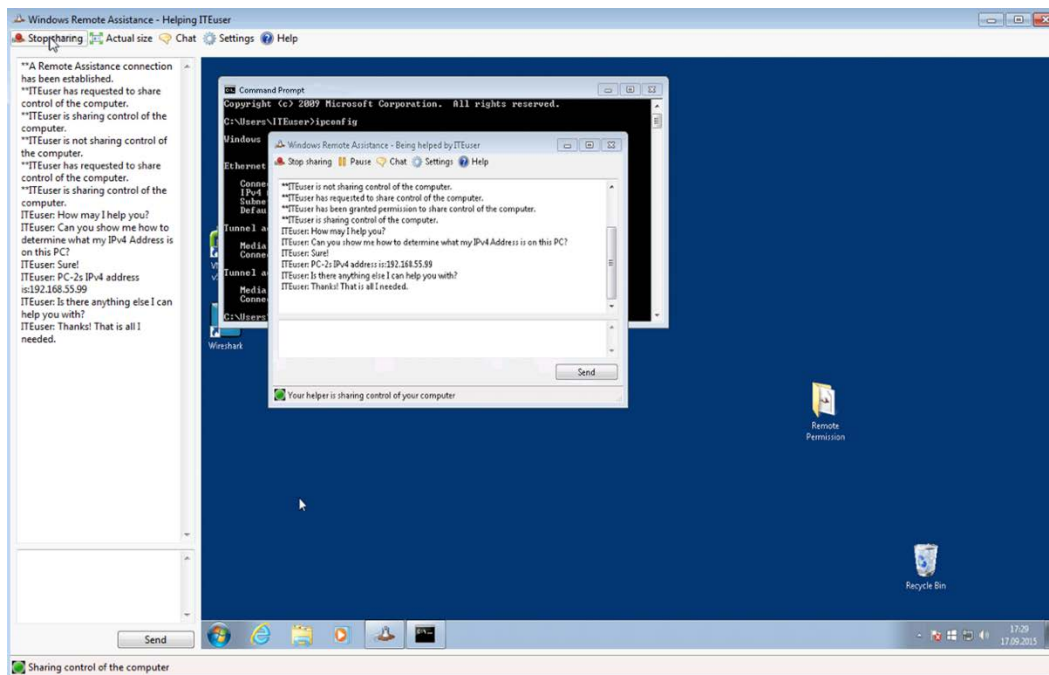 Windows Remote Assistance - Helping ITEuser
Stop sharing Actual size Chat Settings Help
**A Remote Assistance connection
has been established.
**ITEuser has requested to share
control of the computer.
**ITEuser is sharing control of the
computer.
**ITEuser is not sharing control of
the computer.
**ITEuser has requested to share
control of the computer.
**ITEuser is sharing control of the
computer.
ITEuser: How may I help you?
ITEuser: Can you show me how to
determine what my IPv4 Address is
on this PC?
ITEuser: Sure!
ITEuser: PC-2s IPv4 address
is:192.168.55.99
ITEuser: Is there anything else I can
help you with?
ITEuser: Thanks! That is all I
needed.
Send
Sharing control of the computer
Command Prompt
Copyright (c) 2009 Microsoft Corporation. All rights reserved.
C:\Users\ITEuser>ipconfig
Windows
Ethernet
Conne
IPv4
Subne
Defau
Tunnel a
Media
Conne
Tunnel a
Media
Conne
C:\Users
Windows Remote Assistance - Being helped by ITEuser
Stop sharing Pause Chat Settings Help
**ITEuser is not sharing control of the computer.
**ITEuser has requested to share control of the computer.
**ITEuser has been granted permission to share control of the computer.
**ITEuser is sharing control of the computer.
ITEuser: How may I help you?
ITEuser: Can you show me how to determine what my IPv4 Address is on this PC?
ITEuser: Sure!
ITEuser: PC-2s IPv4 address is:192.168.55.99
ITEuser: Is there anything else I can help you with?
ITEuser: Thanks! That is all I needed.
Send
Your helper is sharing control of your computer
Wireshark
Remote
Permission
Recycle Bin
17:29
17.09.2015